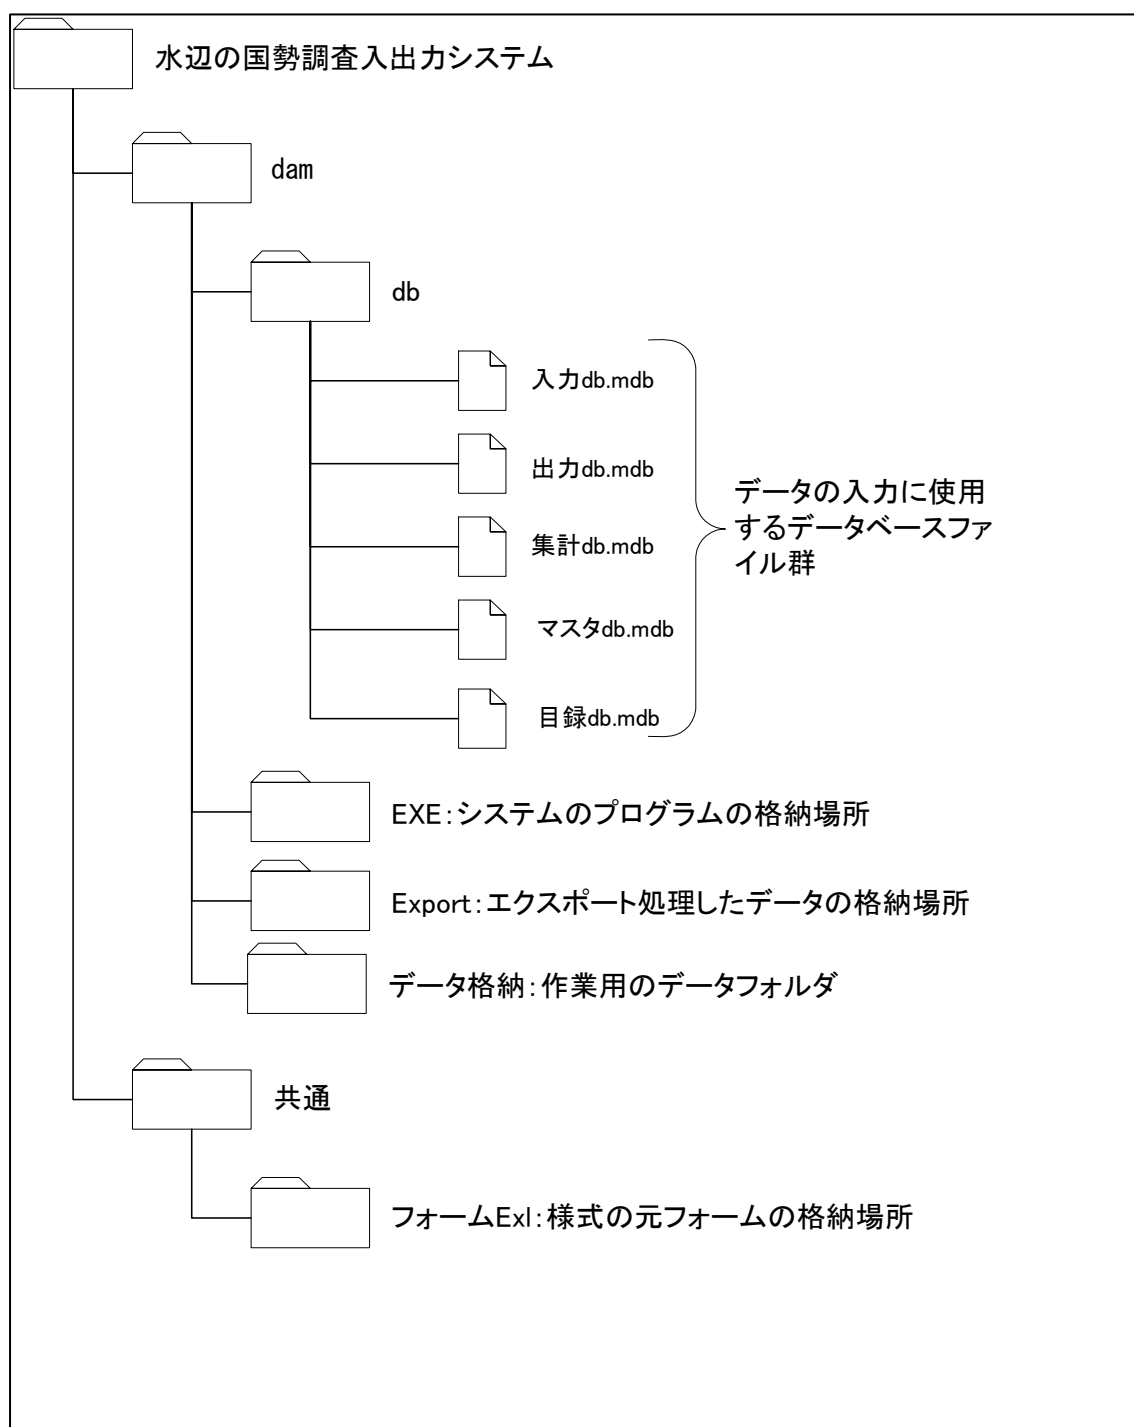 水辺の国勢調査入出力システム
dam
db
入力db.mdb
出力db.mdb
集計db.mdb
マスタdb.mdb
目録db.mdb
データの入力に使用
するデータベースファ
イル群
EXE：システムのプログラムの格納場所
Export：エクスポート処理したデータの格納場所
データ格納：作業用のデータフォルダ
共通
フォームExl：様式の元フォームの格納場所